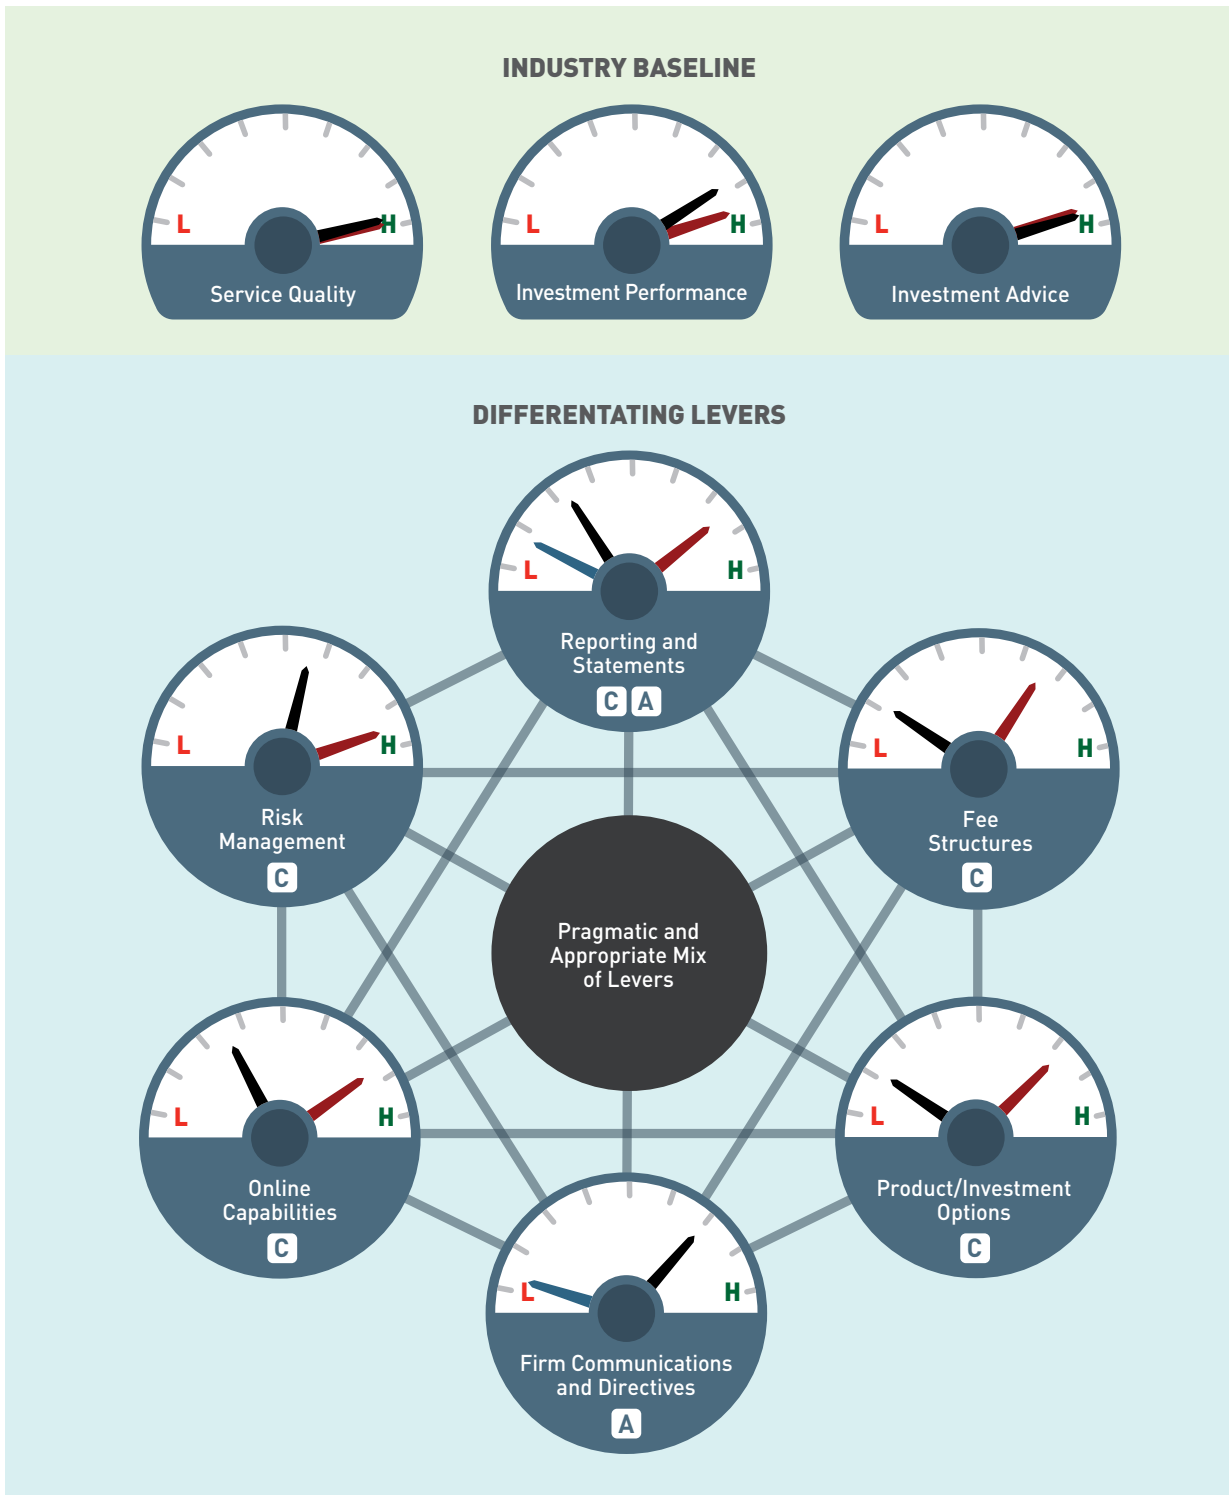 INDUSTRY BASELINE
L
H
Service Quality
L
H
Investment Performance
L
H
Investment Advice
DIFFERENTATING LEVERS
L
H
Reporting and
Statements
C A
L
H
Risk
Management
C
L
H
Fee
Structures
C
Pragmatic and
Appropriate Mix
of Levers
L
H
Online
Capabilities
C
L
H
Product/Investment
Options
C
L
H
Firm Communications
and Directives
A